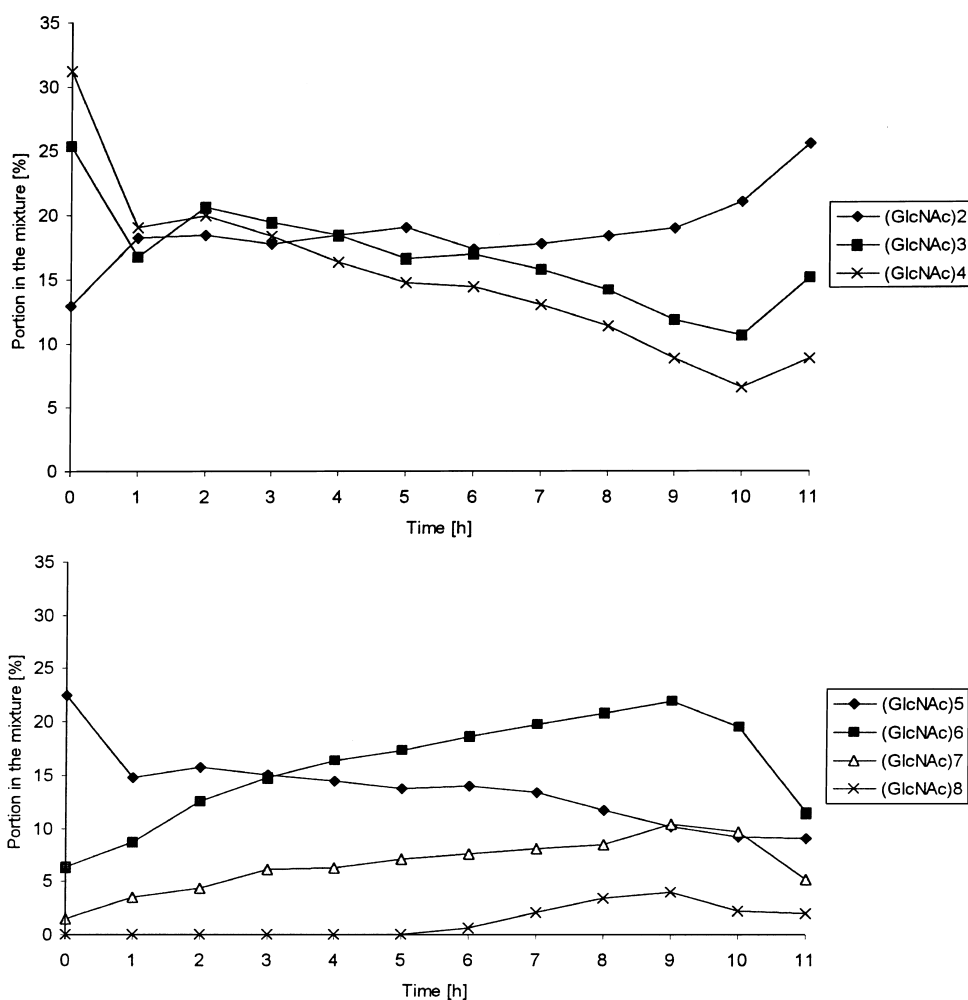 35
30
25
20
15
10
5
0
Portion in the mixture [%]
0 1 2 3 4 5 6 7 8 9 10 11
Time [h]
(GlcNAc)2
(GlcNAc)3
(GlcNAc)4
35
30
25
20
15
10
5
0
Portion in the mixture [%]
0 1 2 3 4 5 6 7 8 9 10 11
Time [h]
(GlcNAc)5
(GlcNAc)6
(GlcNAc)7
(GlcNAc)8